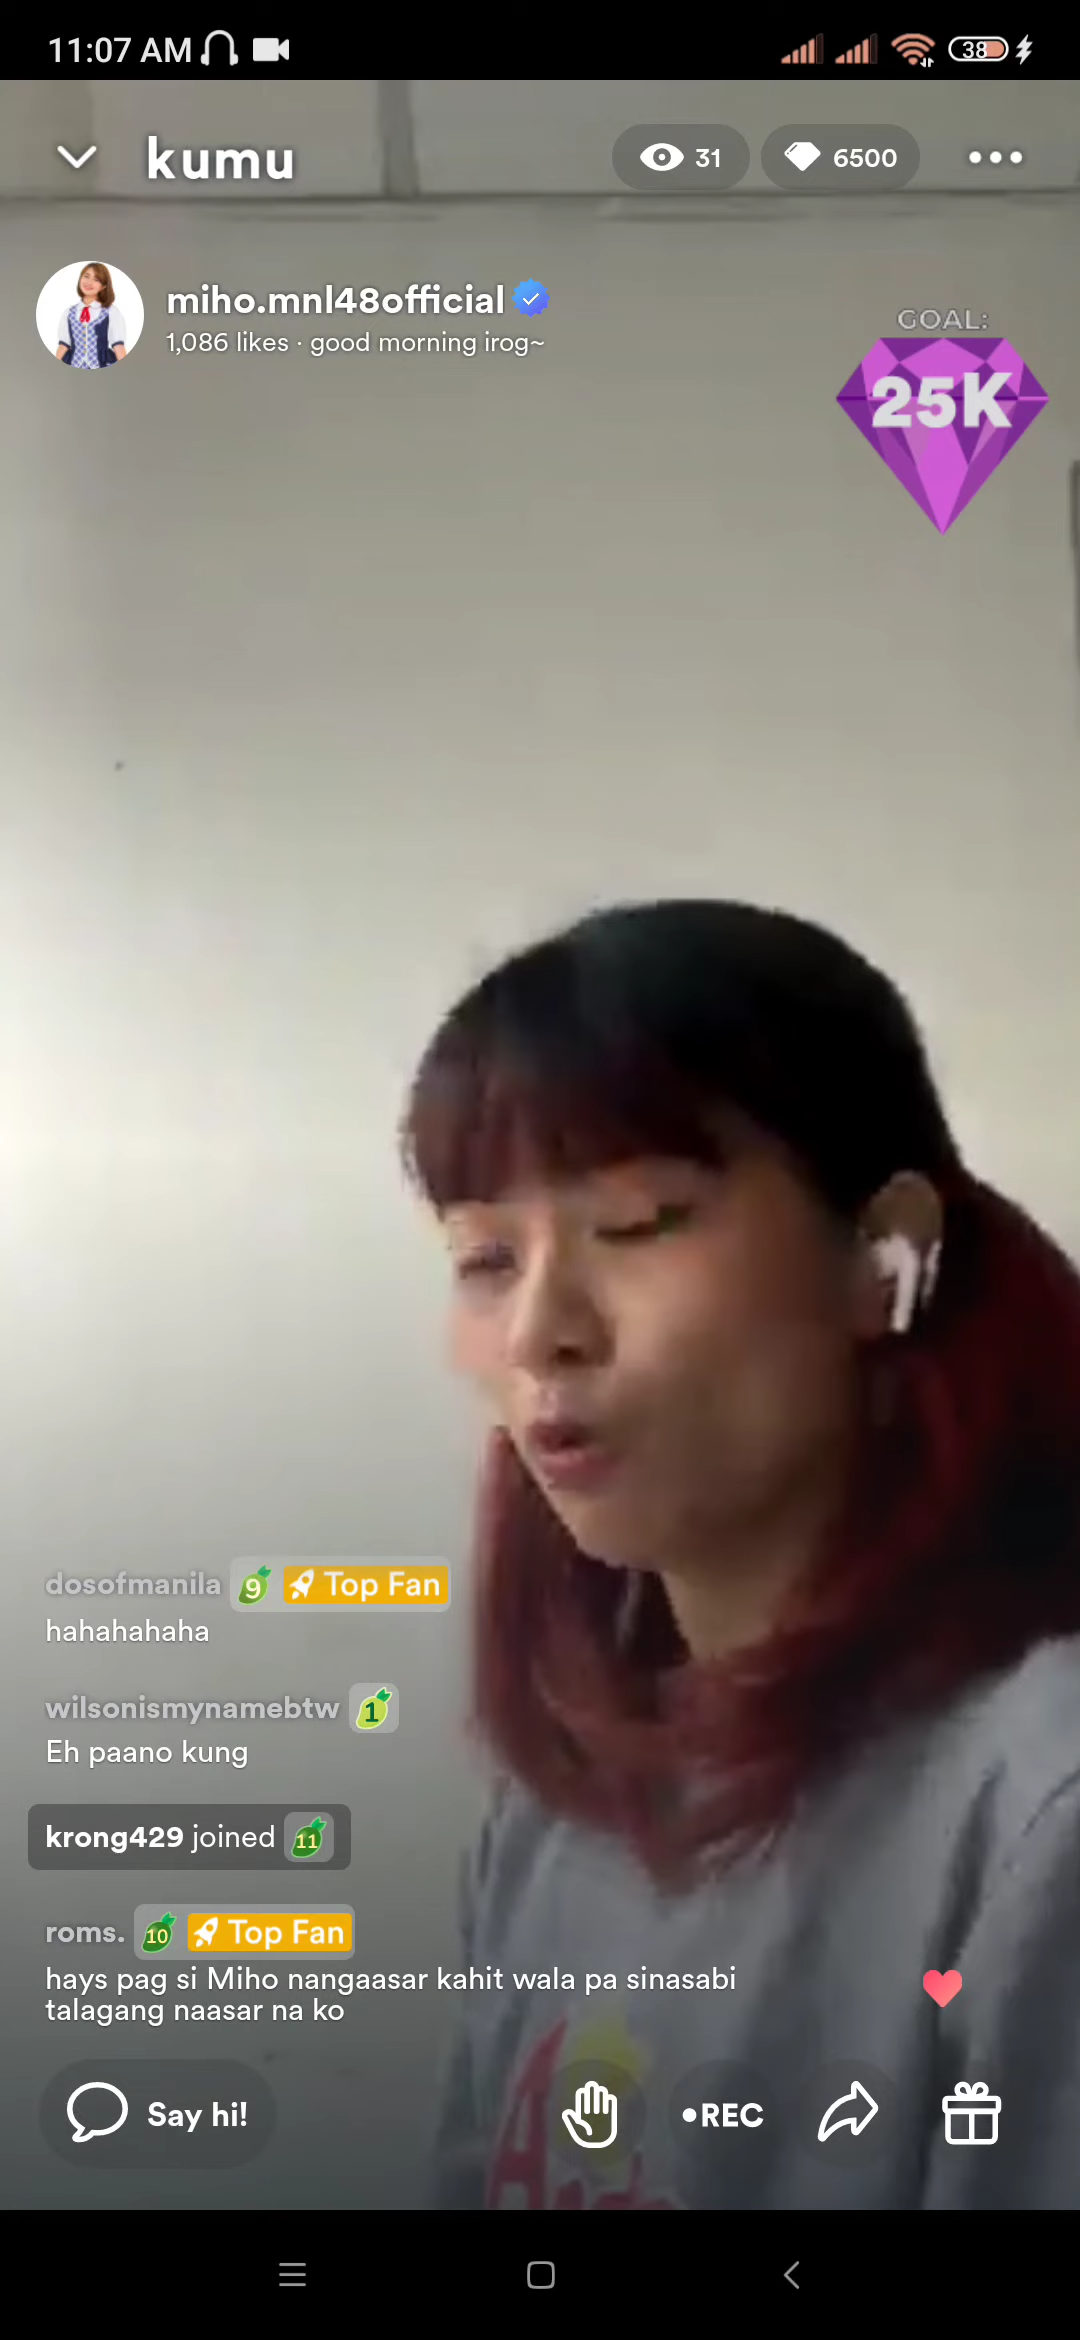 11:07 AM
38
kumu
31
6500
miho.mnl48official
1,086 likes · good morning irog~
GOAL:
25K
dosofmanila 9 Top Fan
hahahahaha
wilsonismynamebtw 1
Eh paano kung
krong429 joined 11
roms. 10 Top Fan
hays pag si Miho nangaasar kahit wala pa sinasabi
talagang naasar na ko
Say hi!
•REC